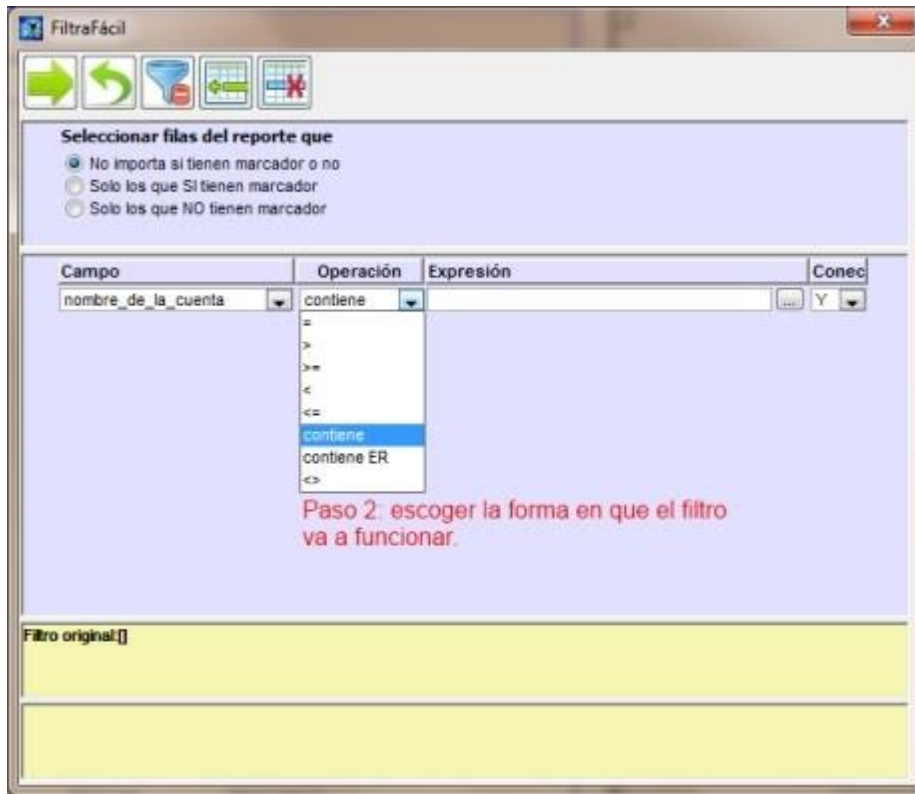 FiltraFácil
Seleccionar filas del reporte que
No importa si tienen marcador o no
Solo los que SI tienen marcador
Solo los que NO tienen marcador
Campo Operación Expresión Conec
nombre_de_la_cuenta contiene ... Y
=
>
>=
<
<=
contiene
contiene ER
<>
Paso 2: escoger la forma en que el filtro
va a funcionar.
Filtro original:[]